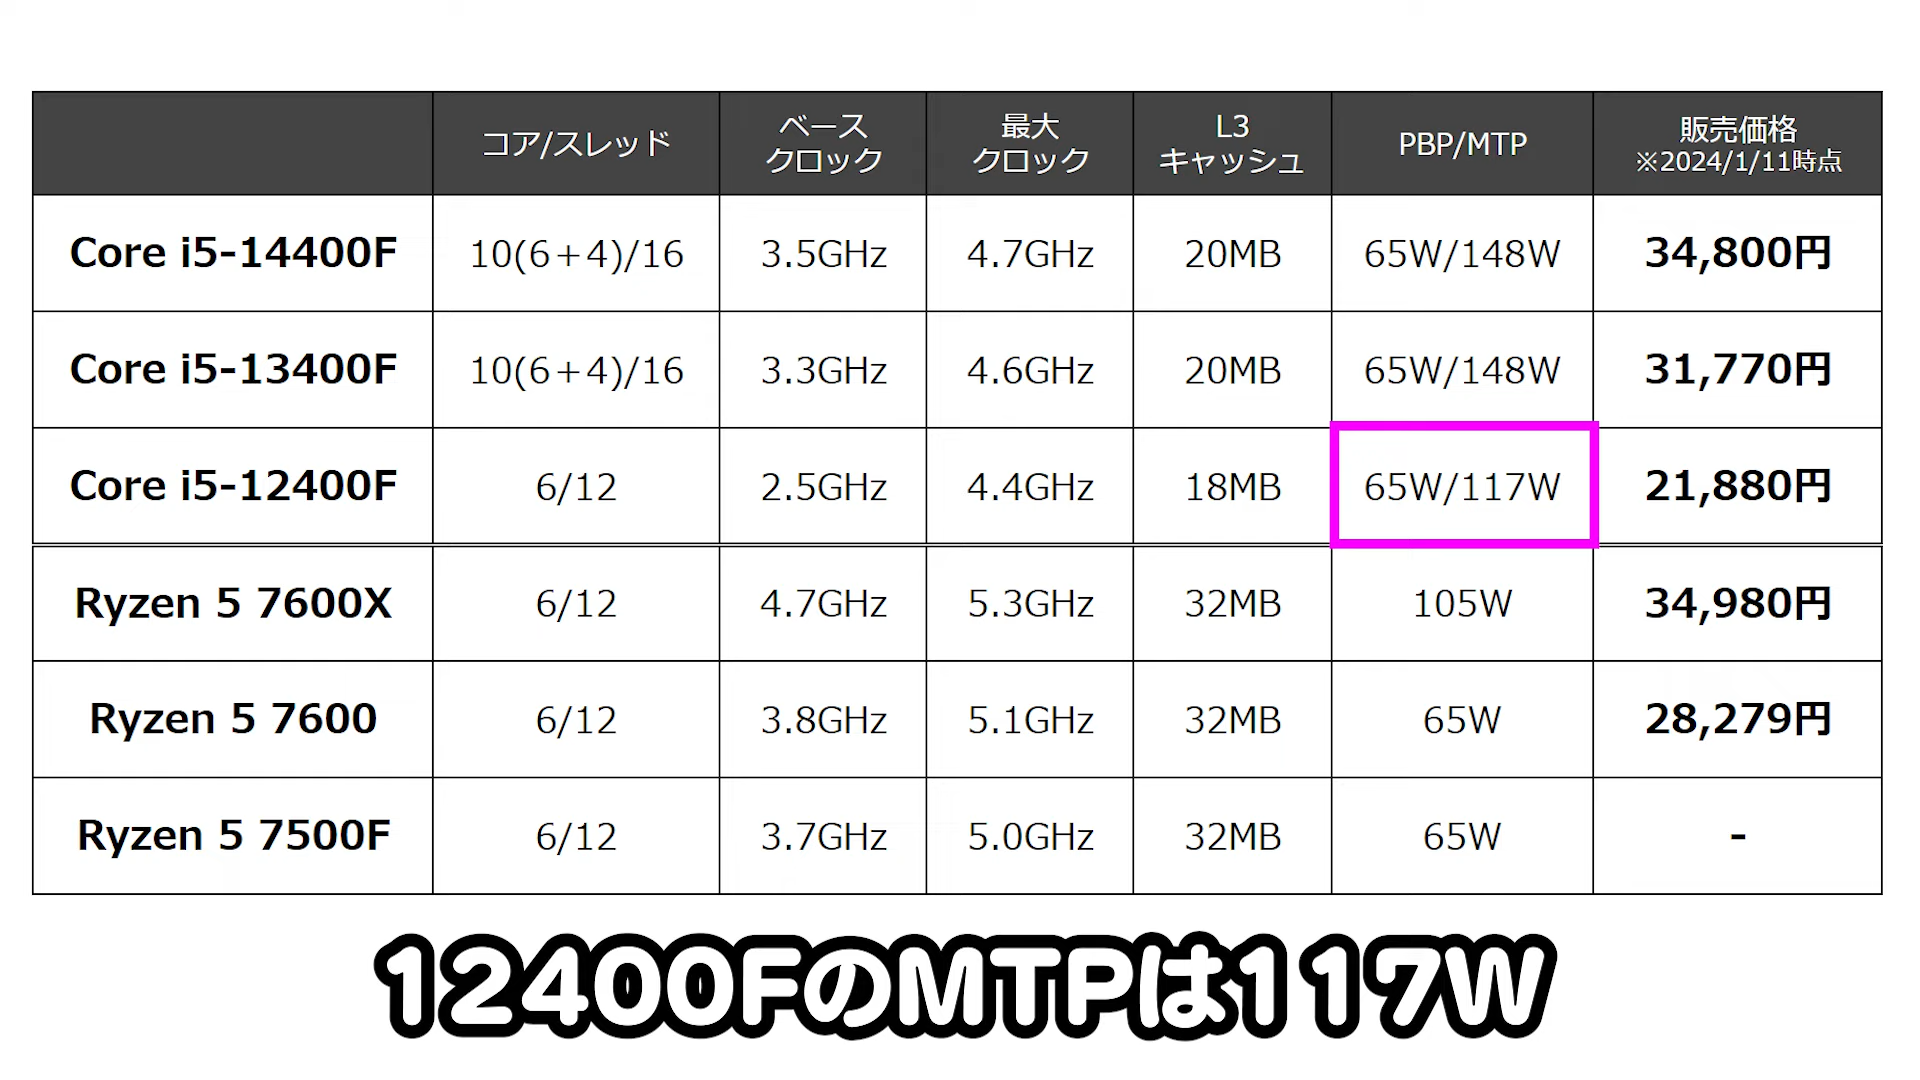 コア/スレッド ベース クロック 最大 クロック L3 キャッシュ PBP/MTP 販売価格 ※2024/1/11時点
Core i5-14400F 10(6＋4)/16 3.5GHz 4.7GHz 20MB 65W/148W 34,800円
Core i5-13400F 10(6＋4)/16 3.3GHz 4.6GHz 20MB 65W/148W 31,770円
Core i5-12400F 6/12 2.5GHz 4.4GHz 18MB 65W/117W 21,880円
Ryzen 5 7600X 6/12 4.7GHz 5.3GHz 32MB 105W 34,980円
Ryzen 5 7600 6/12 3.8GHz 5.1GHz 32MB 65W 28,279円
Ryzen 5 7500F 6/12 3.7GHz 5.0GHz 32MB 65W -
12400FのMTPは117W